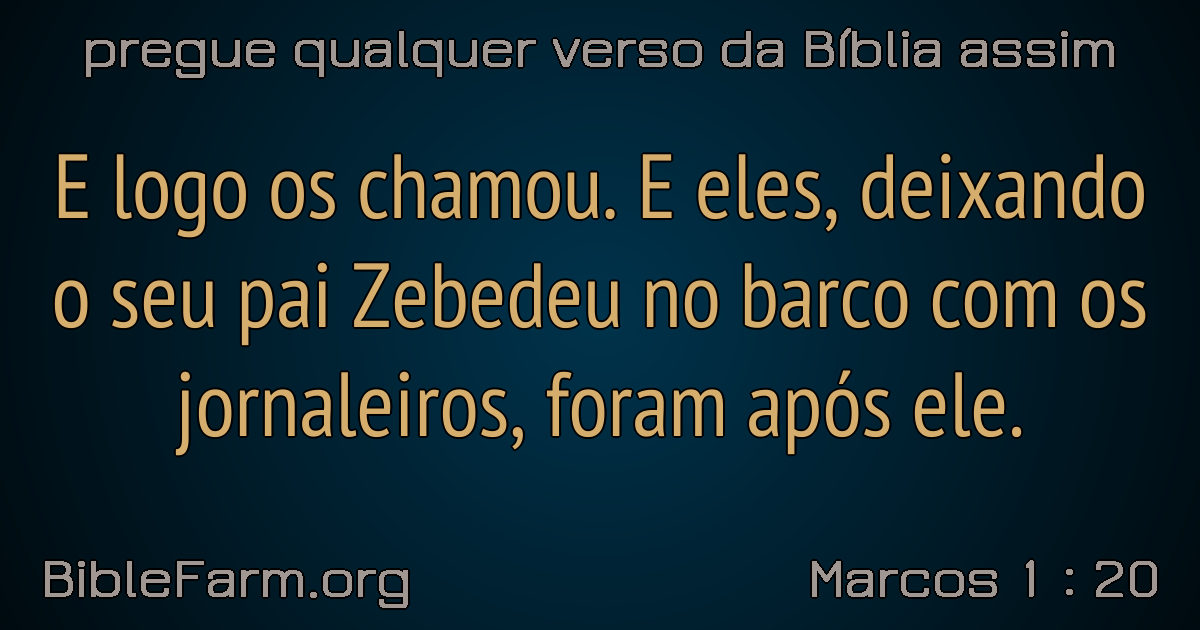 pregue qualquer verso da Bíblia assim
E logo os chamou. E eles, deixando
o seu pai Zebedeu no barco com os
jornaleiros, foram após ele.
BibleFarm.org
Marcos 1 : 20